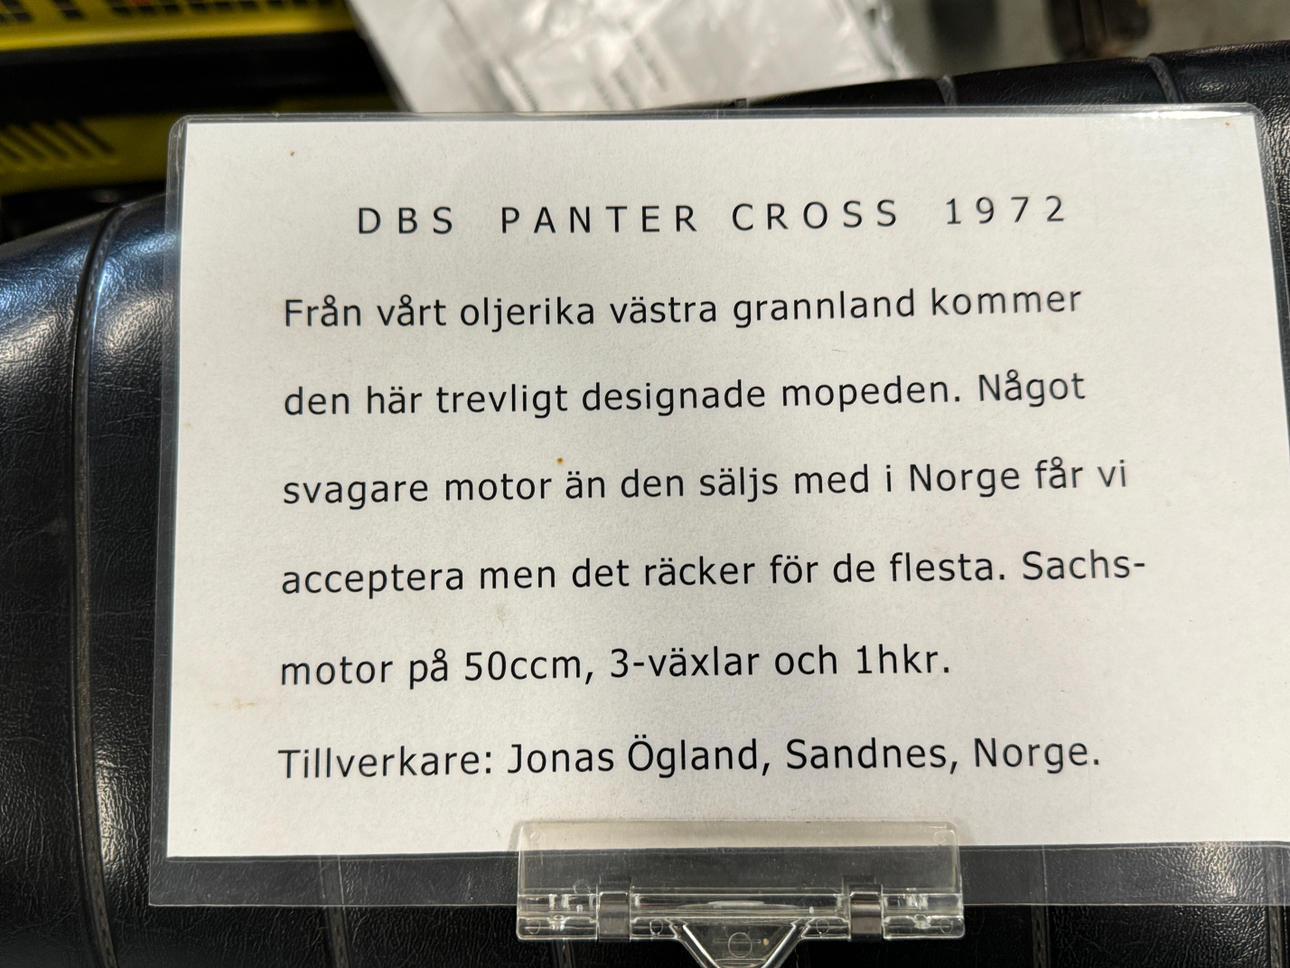 DBS PANTER CROSS 1972
Från vårt oljerika västra grannland kommer
den här trevligt designade mopeden. Något
svagare motor än den säljs med i Norge får vi
acceptera men det räcker för de flesta. Sachs-
motor på 50ccm, 3-växlar och 1hkr.
Tillverkare: Jonas Ögland, Sandnes, Norge.